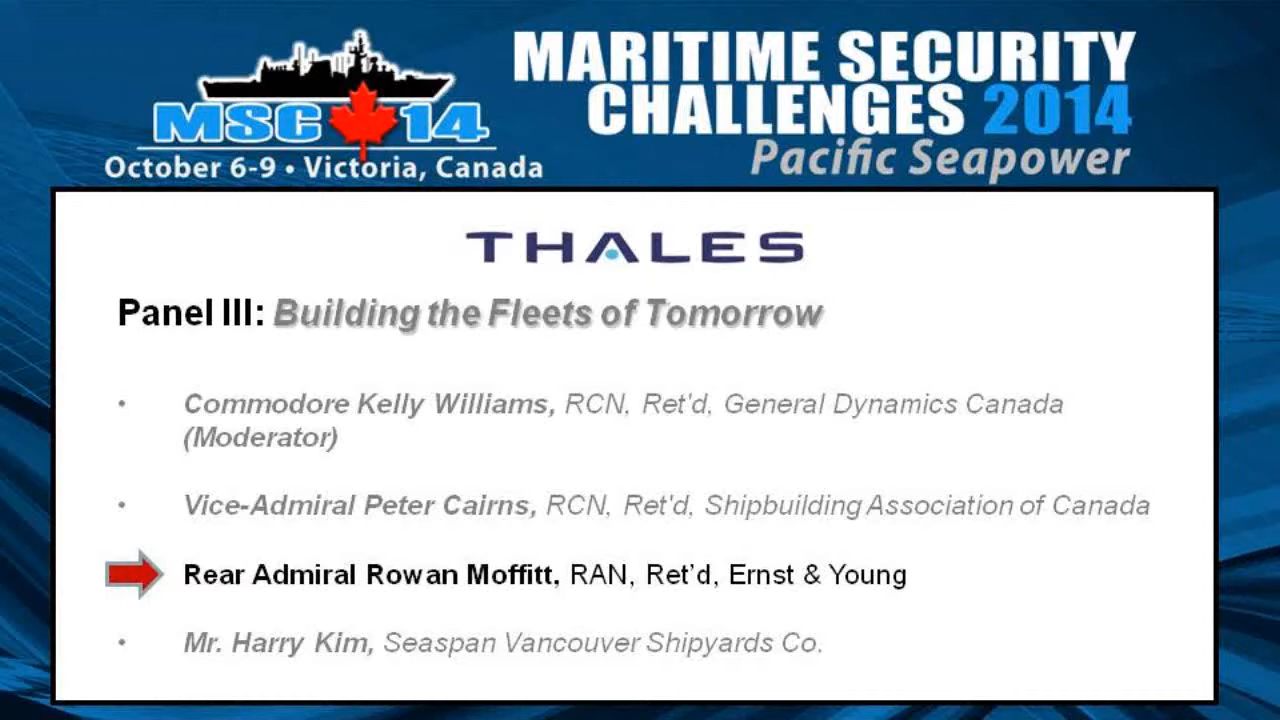 MSC 14
October 6-9 • Victoria, Canada
MARITIME SECURITY
CHALLENGES 2014
Pacific Seapower
THALES
Panel III: Building the Fleets of Tomorrow
• Commodore Kelly Williams, RCN, Ret'd, General Dynamics Canada
(Moderator)
• Vice-Admiral Peter Cairns, RCN, Ret'd, Shipbuilding Association of Canada
Rear Admiral Rowan Moffitt, RAN, Ret’d, Ernst & Young
• Mr. Harry Kim, Seaspan Vancouver Shipyards Co.